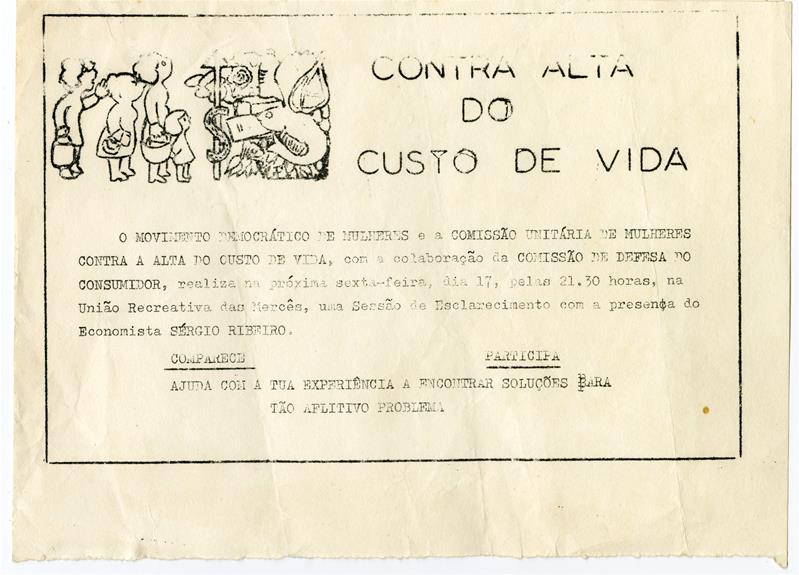 CONTRA ALTA
DO
CUSTO DE VIDA
O MOVIMENTO DEMOCRÁTICO DE MULHERES e a COMISSÃO UNITÁRIA DE MULHERES
CONTRA A ALTA DO CUSTO DE VIDA, com a colaboração da COMISSÃO DE DEFESA DO
CONSUMIDOR, realiza na próxima sexta-feira, dia 17, pelas 21.30 horas, na
União Recreativa das Mercês, uma Sessão de Esclarecimento com a presença do
Economista SÉRGIO RIBEIRO.
COMPARECE PARTICIPA
AJUDA COM A TUA EXPERIÊNCIA A ENCONTRAR SOLUÇÕES PARA
TÃO AFLITIVO PROBLEMA